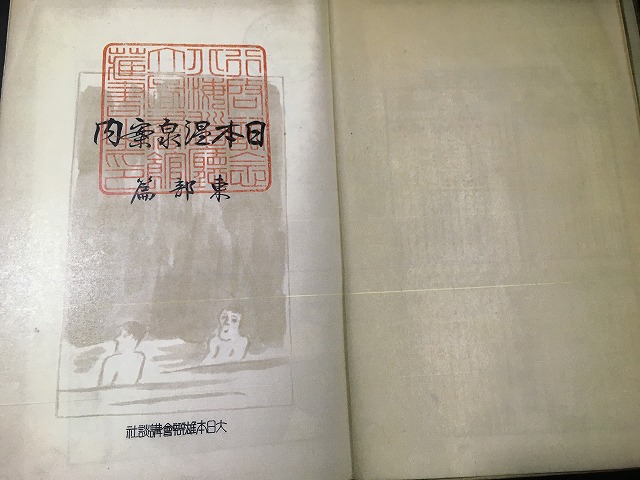 日本温泉案内
東部篇
大日本雄辯會講談社